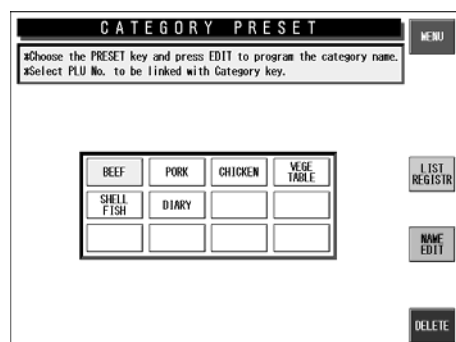 CATEGORY PRESET
MENU
※Choose the PRESET key and press EDIT to program the category name.
※Select PLU No. to be linked with Category key.
BEEF PORK CHICKEN VEGE
TABLE
LIST
REGISTR
SHELL
FISH DIARY
NAME
EDIT
DELETE